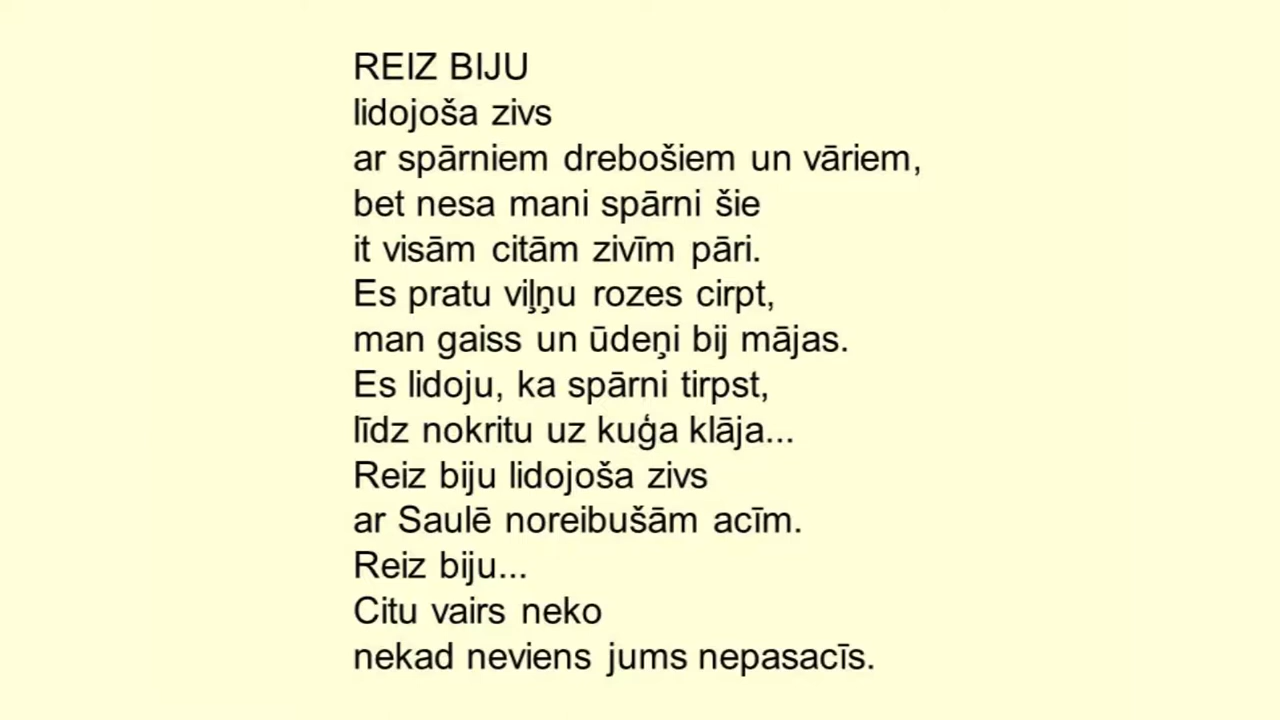 REIZ BIJU
lidojoša zivs
ar spārniem drebošiem un vāriem,
bet nesa mani spārni šie
it visām citām zivīm pāri.
Es pratu viļņu rozes cirpt,
man gaiss un ūdeņi bij mājas.
Es lidoju, ka spārni tirpst,
līdz nokritu uz kuģa klāja...
Reiz biju lidojoša zivs
ar Saulē noreibušām acīm.
Reiz biju...
Citu vairs neko
nekad neviens jums nepasacīs.